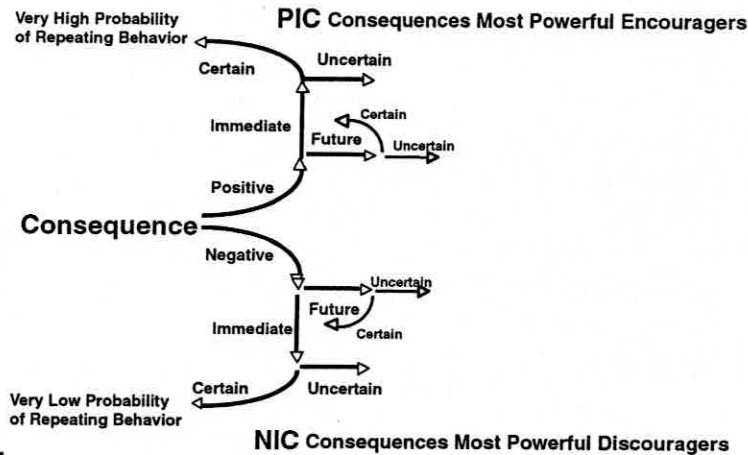 Very High Probability
of Repeating Behavior
PIC Consequences Most Powerful Encouragers
Uncertain
Certain
Certain
Immediate
Future
Uncertain
Positive
Consequence
Negative
Uncertain
Future
Immediate
Certain
Certain
Uncertain
Very Low Probability
of Repeating Behavior
NIC Consequences Most Powerful Discouragers